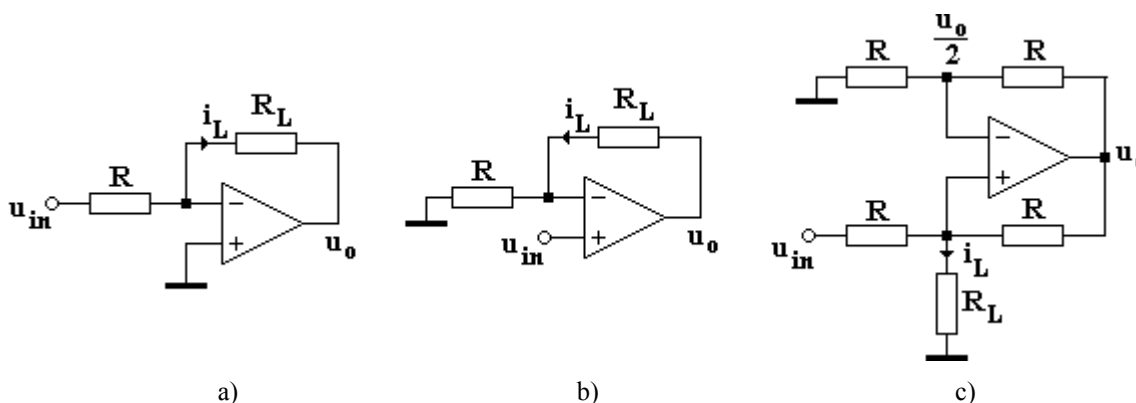 u_o
2
R R
i_L R_L
i_L R_L
R
−
+
u_in
u_o
R
−
+
u_in
u_o
−
+
u
R R
u_in
i_L
R_L
a) b) c)